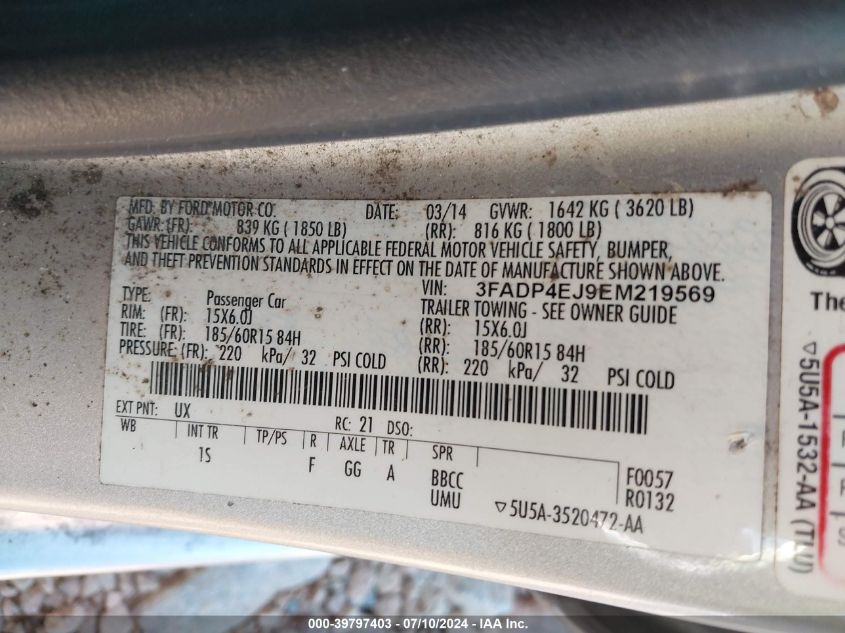 MFD. BY FORD MOTOR CO. DATE: 03/14 GVWR: 1642 KG ( 3620 LB)
GAWR: (FR): 839 KG ( 1850 LB) (RR): 816 KG ( 1800 LB)
THIS VEHICLE CONFORMS TO ALL APPLICABLE FEDERAL MOTOR VEHICLE SAFETY, BUMPER,
AND THEFT PREVENTION STANDARDS IN EFFECT ON THE DATE OF MANUFACTURE SHOWN ABOVE.
VIN: 3FADP4EJ9EM219569
TYPE: Passenger Car TRAILER TOWING - SEE OWNER GUIDE
RIM: (FR): 15X6.0J (RR): 15X6.0J
TIRE: (FR): 185/60R15 84H (RR): 185/60R15 84H
PRESSURE: (FR): 220 kPa/ 32 PSI COLD (RR): 220 kPa/ 32 PSI COLD
EXT PNT: UX RC: 21 DSO:
WB INT TR TP/PS R AXLE TR SPR
1S F GG A BBCC F0057
UMU R0132
▽5U5A-3520472-AA
The
▽5U5A-1532-AA (TLU)
000-39797403 - 07/10/2024 - IAA Inc.